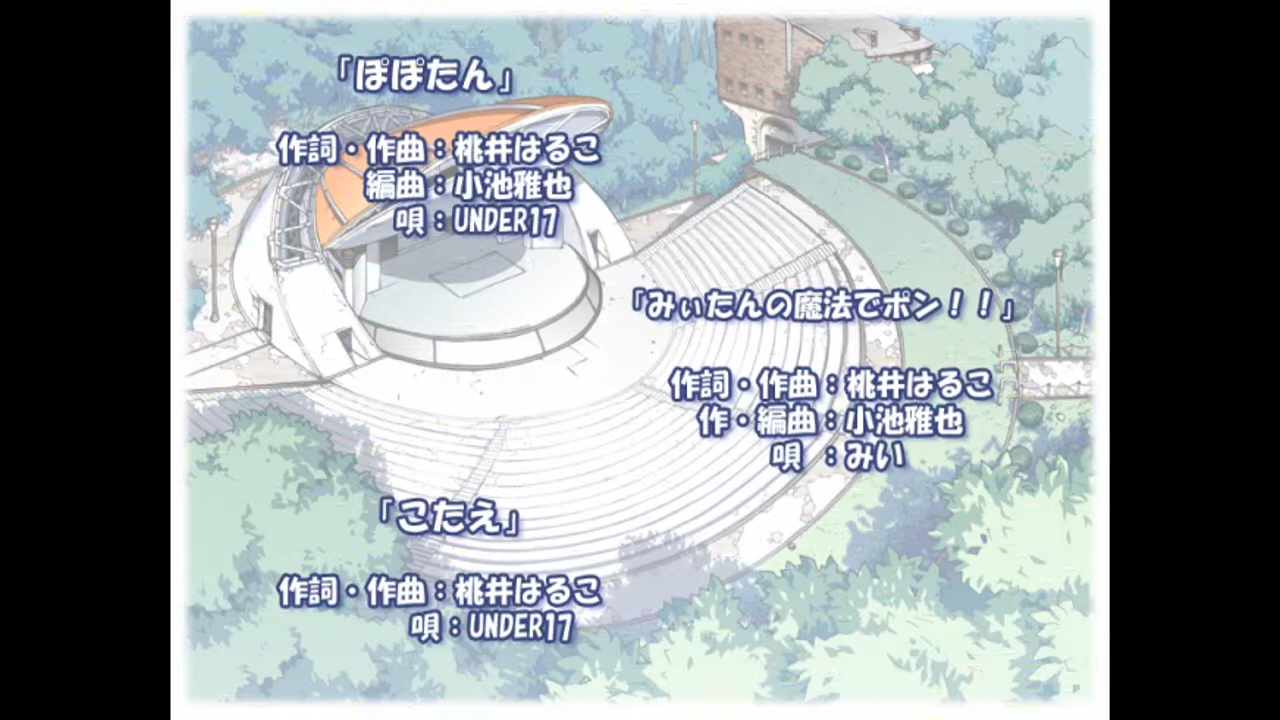 『ぽぽたん』
作詞・作曲：桃井はるこ
編曲：小池雅也
唄：UNDER17
『みぃたんの魔法でポン！！』
作詞・作曲：桃井はるこ
作・編曲：小池雅也
唄　：みい
『こたえ』
作詞・作曲：桃井はるこ
唄：UNDER17